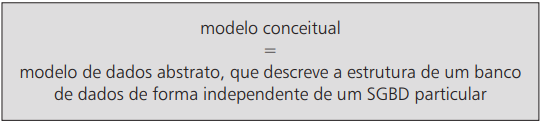 modelo conceitual
=
modelo de dados abstrato, que descreve a estrutura de um banco
de dados de forma independente de um SGBD particular